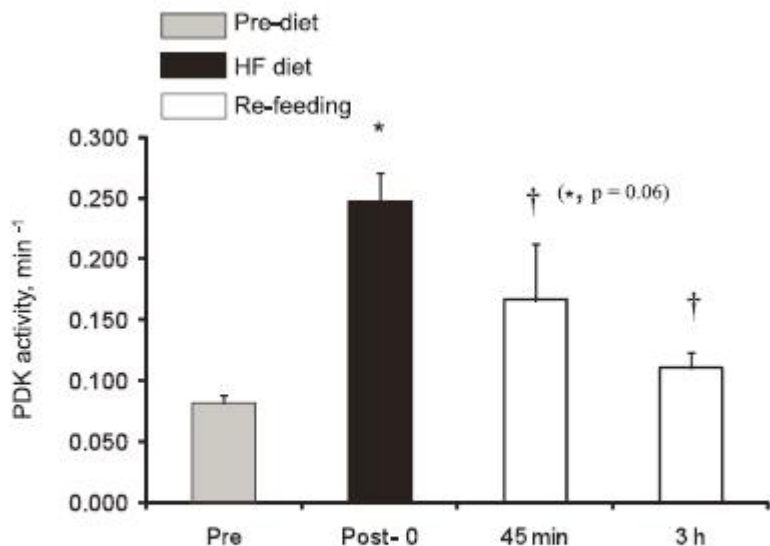 Pre-diet
HF diet
Re-feeding
PDK activity, min -1
0.300
0.250
0.200
0.150
0.100
0.050
0.000
*
† (*, p = 0.06)
†
Pre Post- 0 45 min 3 h